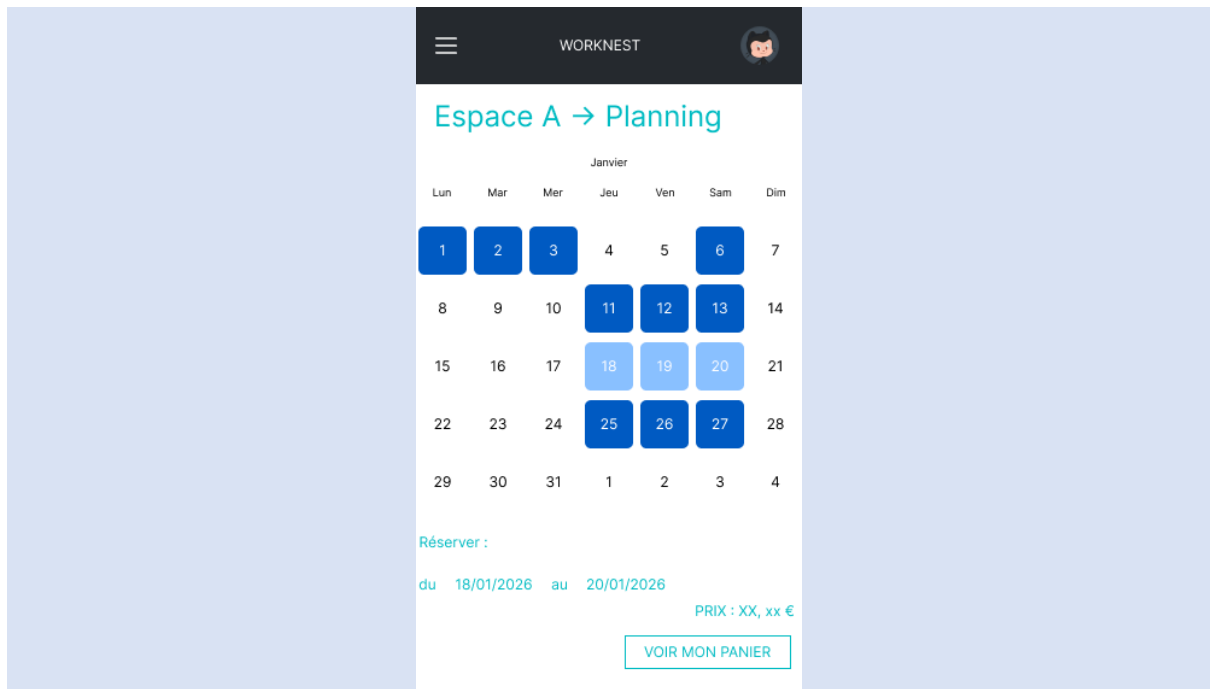 WORKNEST
Espace A → Planning
Janvier
Lun Mar Mer Jeu Ven Sam Dim
1 2 3 4 5 6 7
8 9 10 11 12 13 14
15 16 17 18 19 20 21
22 23 24 25 26 27 28
29 30 31 1 2 3 4
Réserver :
du 18/01/2026 au 20/01/2026
PRIX : XX, xx €
VOIR MON PANIER